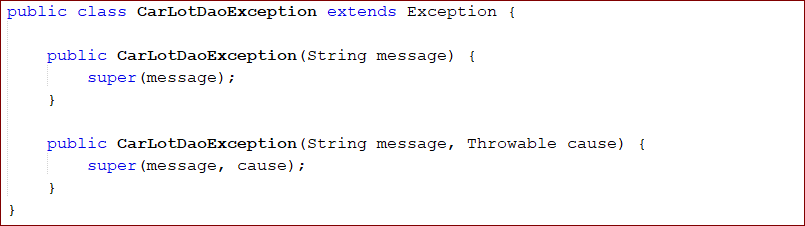 public class CarLotDaoException extends Exception {
public CarLotDaoException(String message) {
super(message);
}
public CarLotDaoException(String message, Throwable cause) {
super(message, cause);
}
}